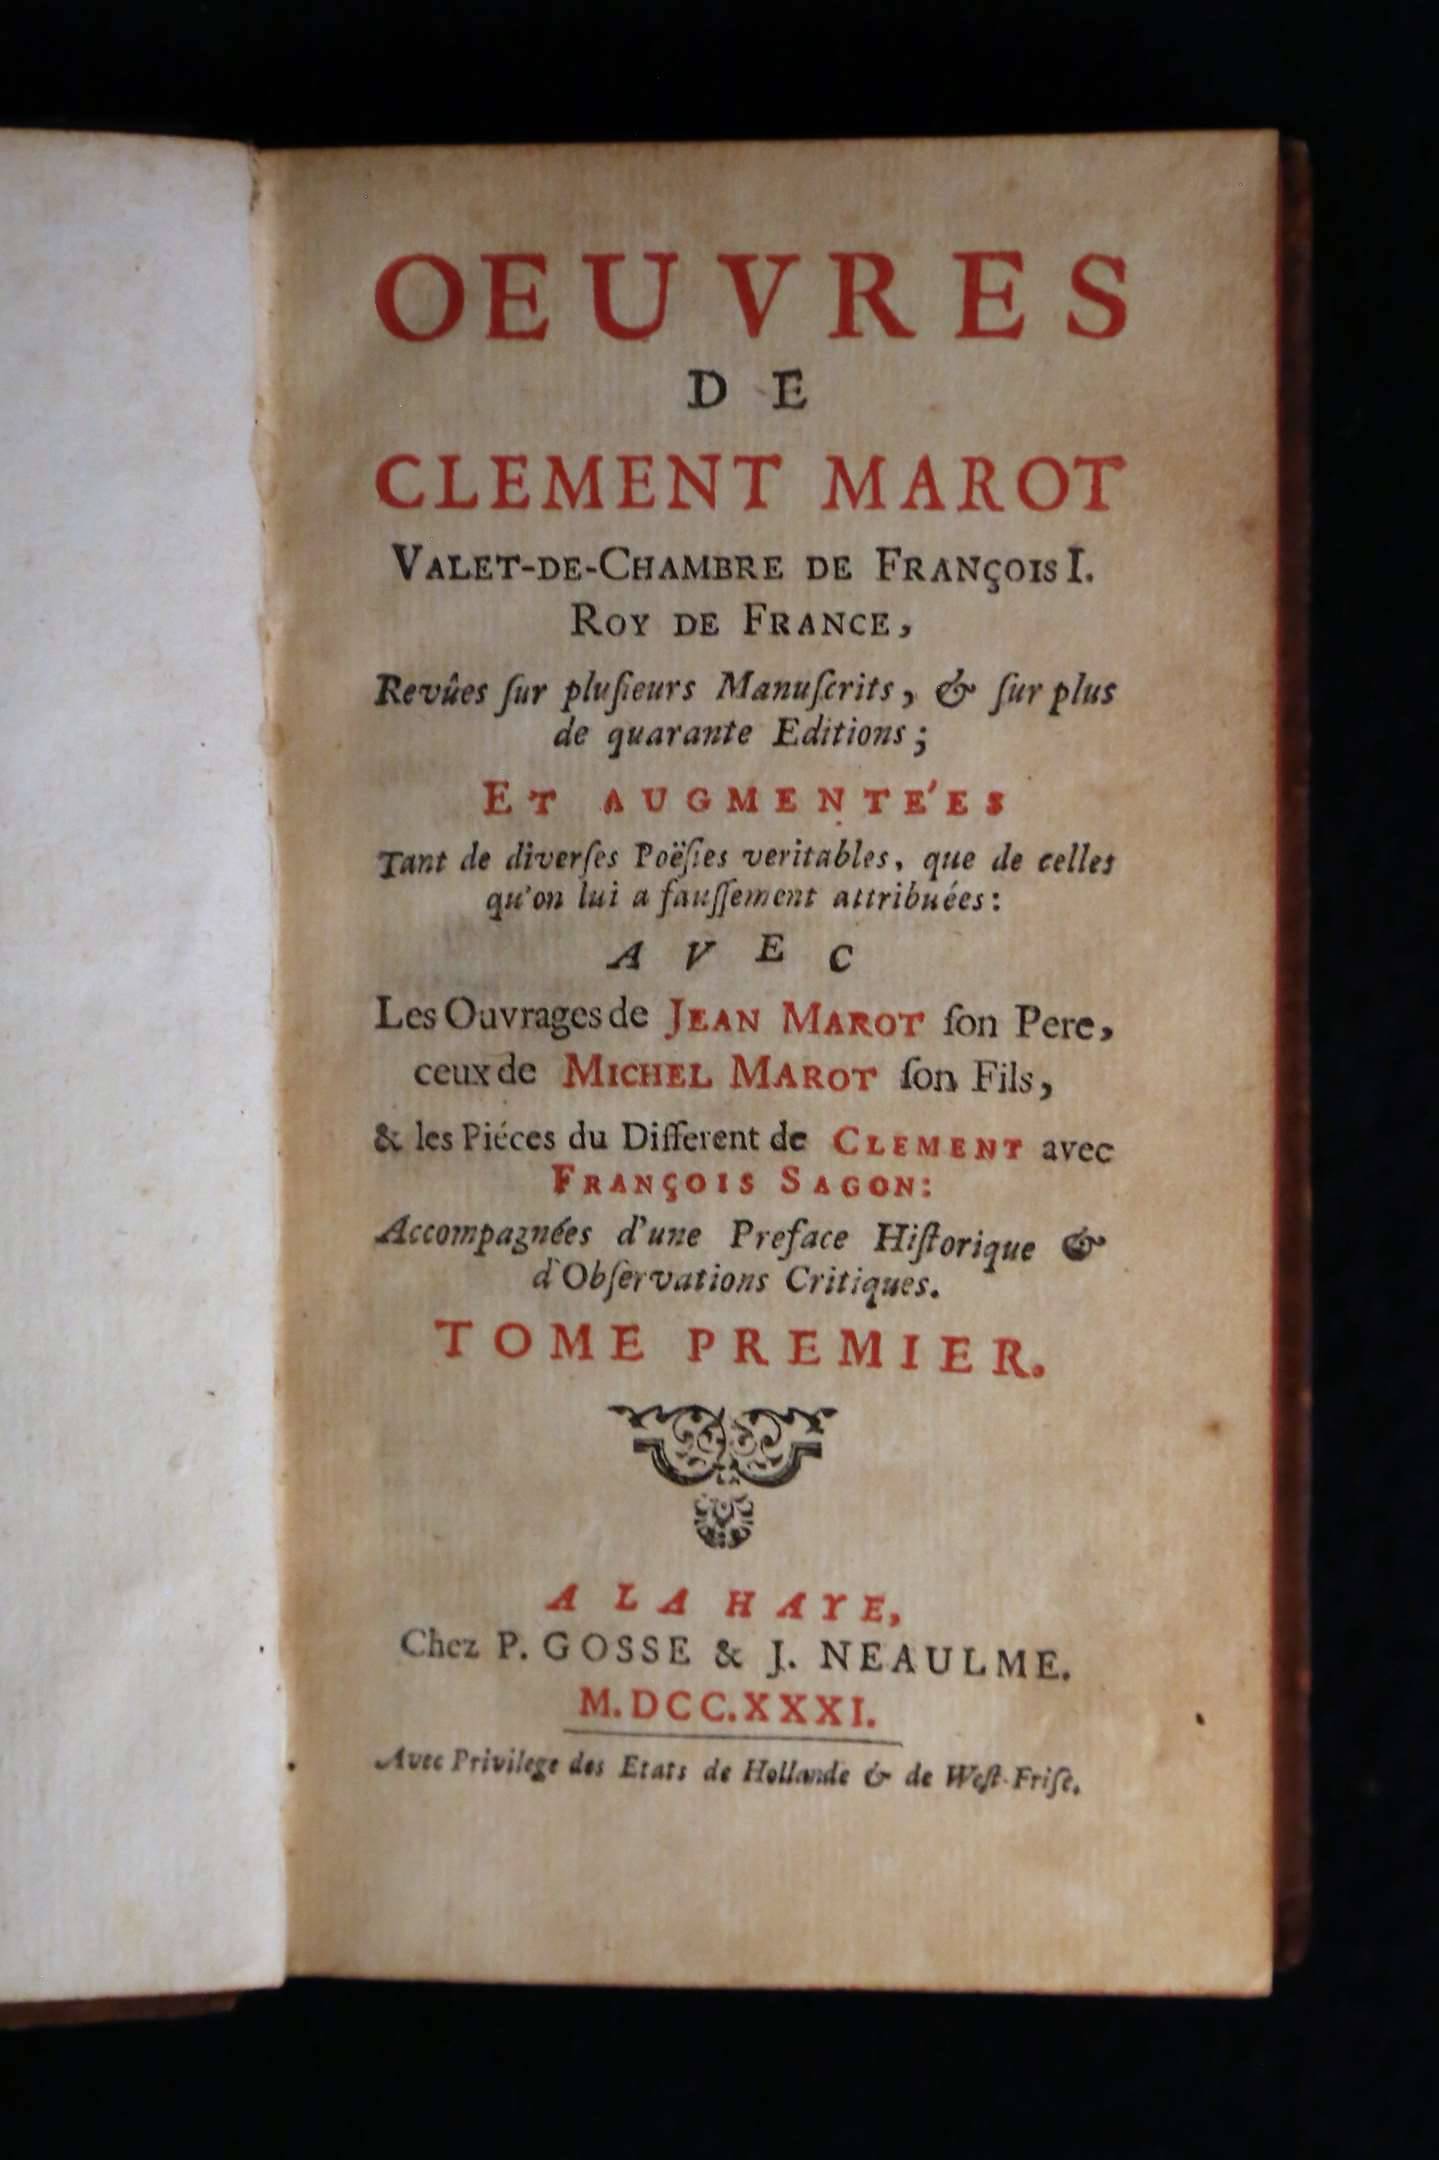 OEUVRES
DE
CLEMENT MAROT
VALET-DE-CHAMBRE DE FRANÇOIS I.
ROY DE FRANCE,
Revûes ſur pluſieurs Manuſcrits, & ſur plus
de quarante Editions;
ET AUGMENTE'ES
Tant de diverſes Poëſies veritables, que de celles
qu'on lui a fauſſement attribuées:
AVEC
Les Ouvrages de JEAN MAROT ſon Pere,
ceux de MICHEL MAROT ſon Fils,
& les Piéces du Different de CLEMENT avec
FRANÇOIS SAGON:
Accompagnées d'une Preface Hiſtorique &
d'Obſervations Critiques.
TOME PREMIER.
A LA HAYE,
Chez P. GOSSE & J. NEAULME.
M.DCC.XXXI.
Avec Privilege des Etats de Hollande & de Weſt-Friſe.